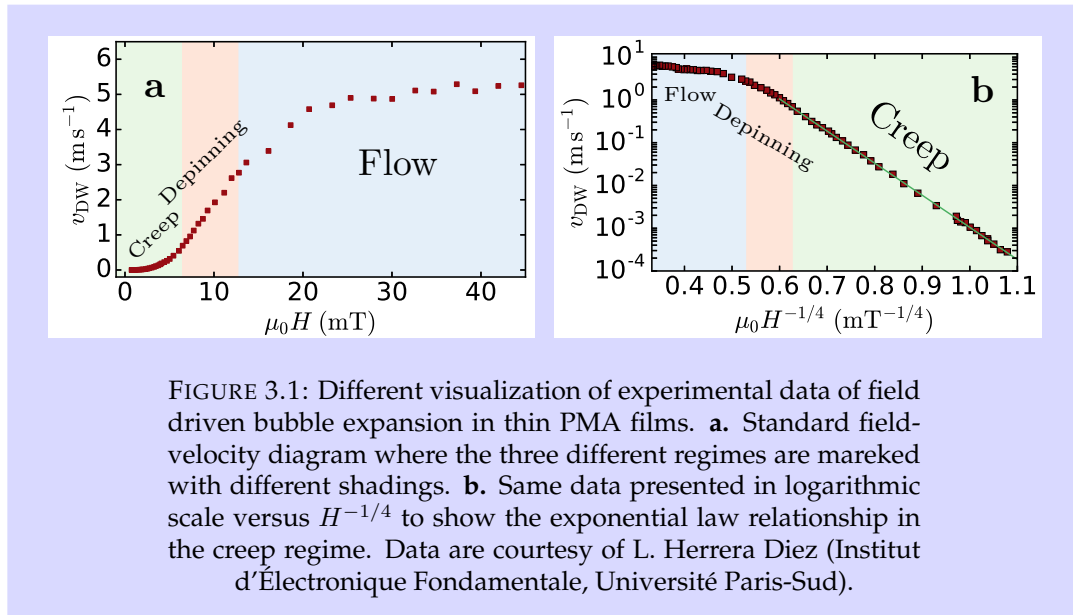 a
Creep
Depinning
Flow
6
5
4
3
2
1
0
v_DW (m s⁻¹)
0 10 20 30 40
μ₀H (mT)
b
Flow
Depinning
Creep
10¹
10⁰
10⁻¹
10⁻²
10⁻³
10⁻⁴
v_DW (m s⁻¹)
0.4 0.5 0.6 0.7 0.8 0.9 1.0 1.1
μ₀H⁻¹/⁴ (mT⁻¹/⁴)
FIGURE 3.1: Different visualization of experimental data of field
driven bubble expansion in thin PMA films. a. Standard field-
velocity diagram where the three different regimes are mareked
with different shadings. b. Same data presented in logarithmic
scale versus H⁻¹/⁴ to show the exponential law relationship in
the creep regime. Data are courtesy of L. Herrera Diez (Institut
d'Électronique Fondamentale, Université Paris-Sud).